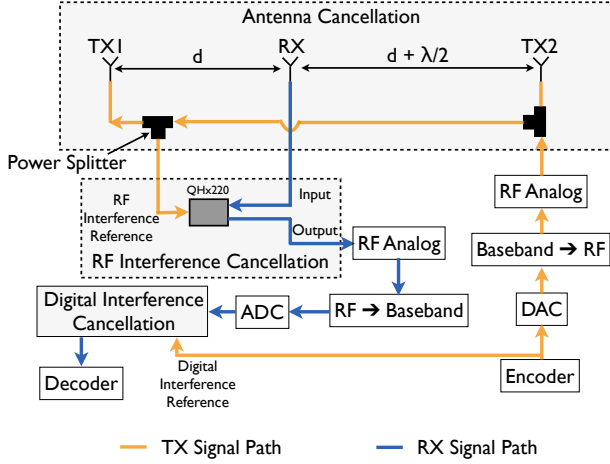 Antenna Cancellation
TX1
RX
TX2
d
d + λ/2
Power Splitter
QHx220
RF
Interference
Reference
Input
Output
RF Interference Cancellation
RF Analog
RF Analog
Baseband ➔ RF
Digital Interference
Cancellation
ADC
RF ➔ Baseband
DAC
Decoder
Digital
Interference
Reference
Encoder
TX Signal Path
RX Signal Path